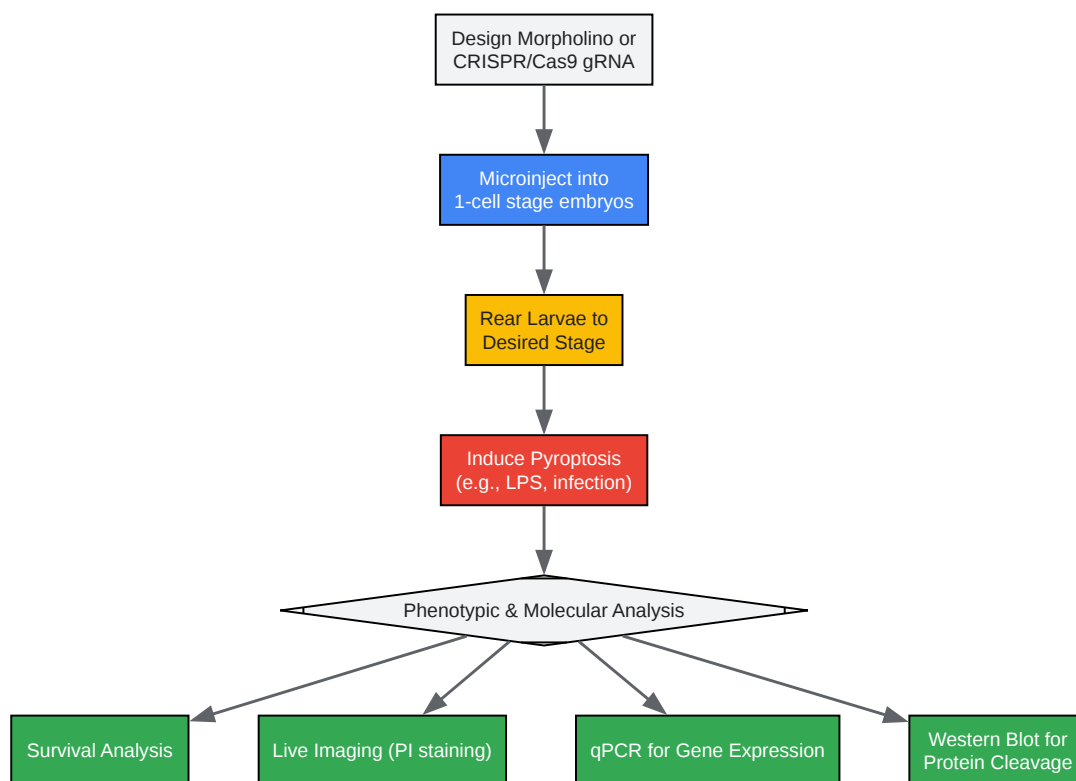 Design Morpholino or
CRISPR/Cas9 gRNA
Microinject into
1-cell stage embryos
Rear Larvae to
Desired Stage
Induce Pyroptosis
(e.g., LPS, infection)
Phenotypic & Molecular Analysis
Survival Analysis
Live Imaging (PI staining)
qPCR for Gene Expression
Western Blot for
Protein Cleavage